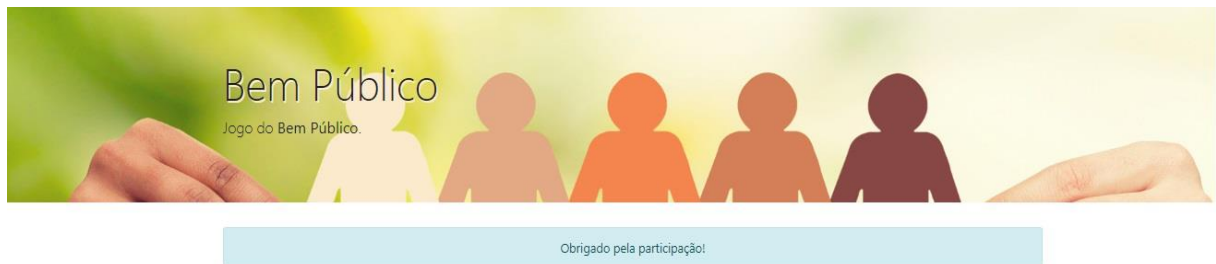 Bem Público
Jogo do Bem Público.
Obrigado pela participação!